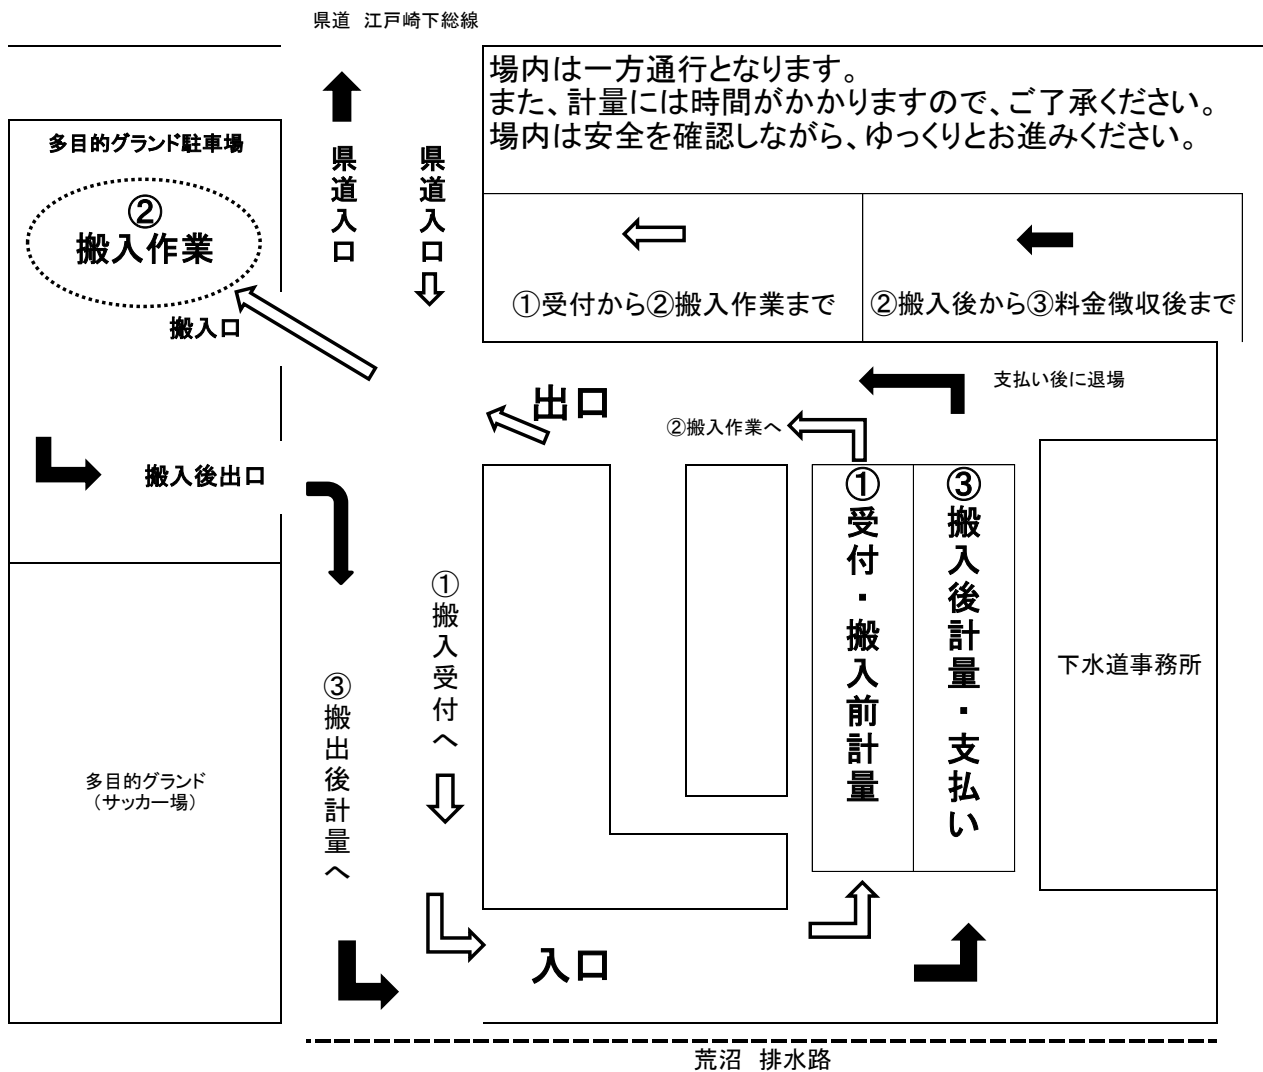 県道　江戸崎下総線
場内は一方通行となります。
また、計量には時間がかかりますので、ご了承ください。
場内は安全を確認しながら、ゆっくりとお進みください。
多目的グランド駐車場
②
搬入作業
搬入口
県道入口
県道入口
①受付から②搬入作業まで
②搬入後から③料金徴収後まで
出口
支払い後に退場
②搬入作業へ
搬入後出口
①受付・搬入前計量
③搬入後計量・支払い
下水道事務所
①搬入受付へ
③搬出後計量へ
多目的グランド
（サッカー場）
入口
荒沼　排水路